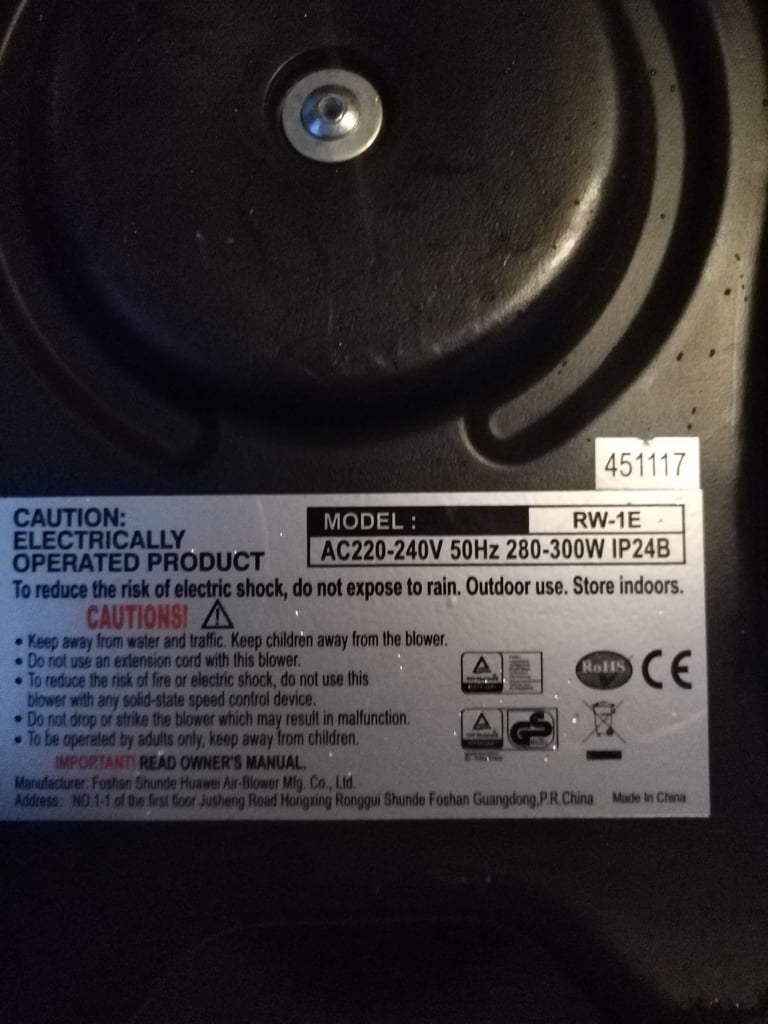 451117
CAUTION:
ELECTRICALLY
OPERATED PRODUCT
MODEL : RW-1E
AC220-240V 50Hz 280-300W IP24B
To reduce the risk of electric shock, do not expose to rain. Outdoor use. Store indoors.
CAUTIONS!
• Keep away from water and traffic. Keep children away from the blower.
• Do not use an extension cord with this blower.
• To reduce the risk of fire or electric shock, do not use this
blower with any solid-state speed control device.
• Do not drop or strike the blower which may result in malfunction.
• To be operated by adults only, keep away from children.
IMPORTANT! READ OWNER'S MANUAL.
RoHS CE
GS
Manufacturer: Foshan Shunde Huawei Air-Blower Mfg. Co., Ltd.
Address: NO.1-1 of the first floor Jusheng Road Hongxing Ronggui Shunde Foshan Guangdong,P.R.China Made In China